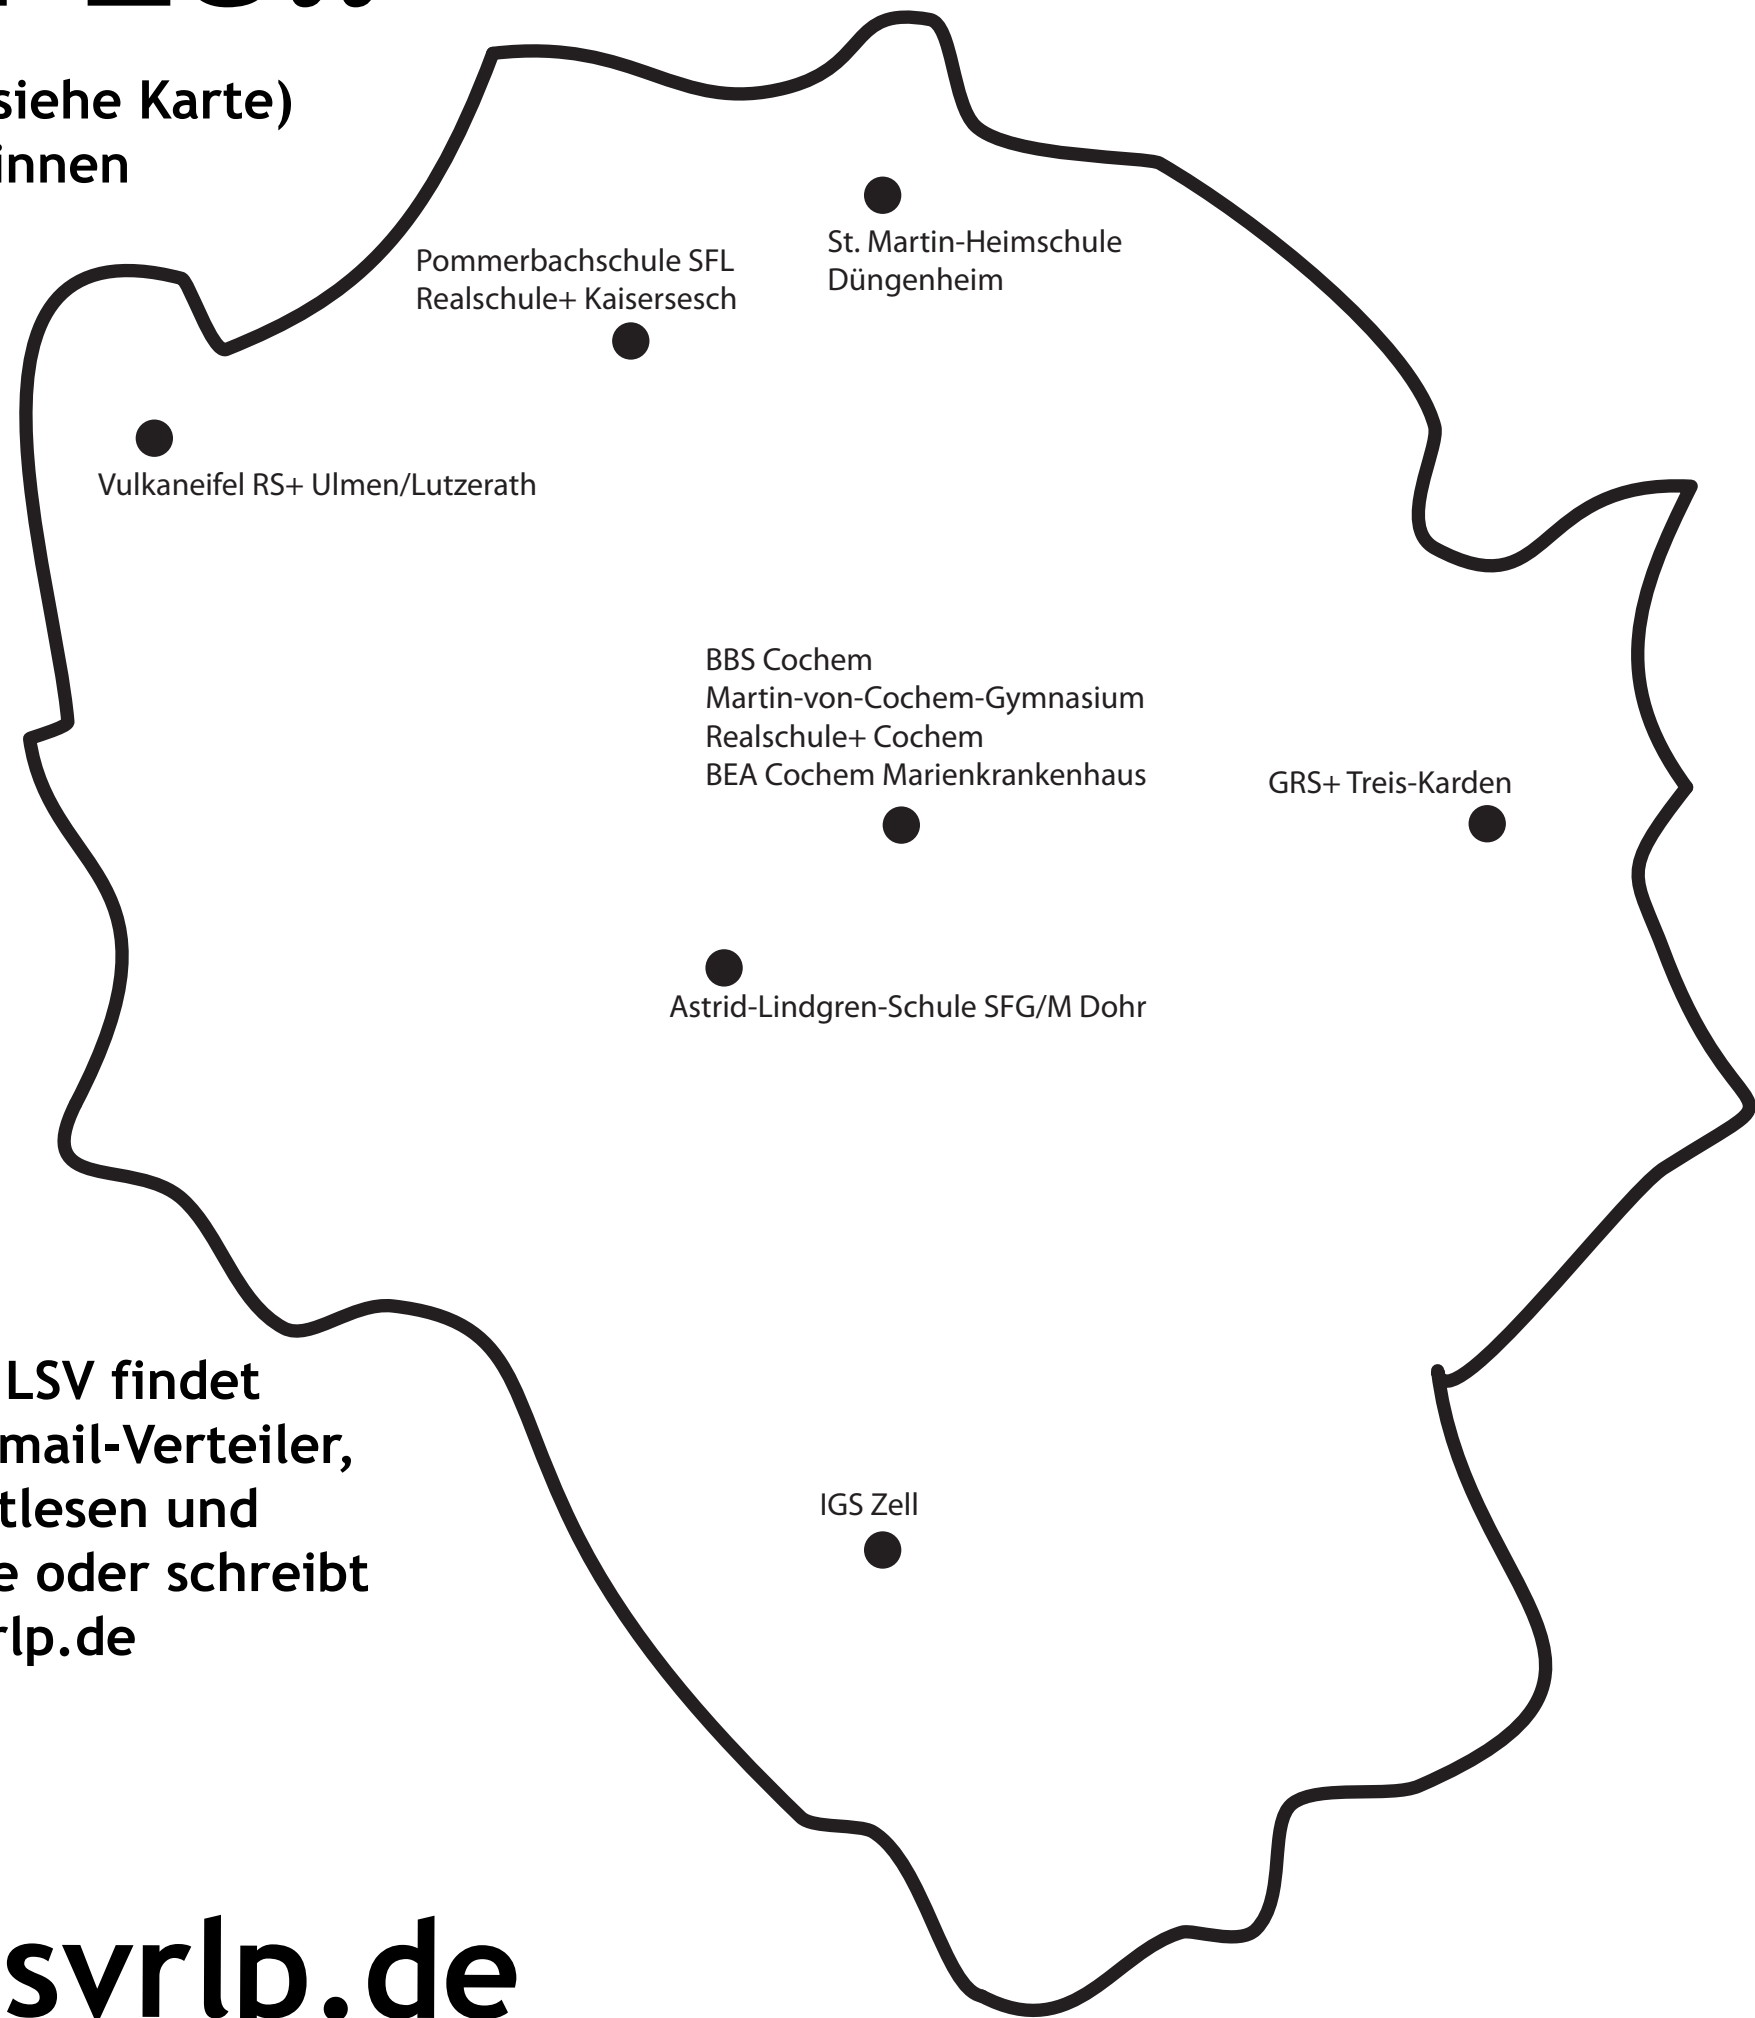 siehe Karte)
innen
St. Martin-Heimschule
Düngenheim
Pommerbachschule SFL
Realschule+ Kaisersesch
Vulkaneifel RS+ Ulmen/Lutzerath
BBS Cochem
Martin-von-Cochem-Gymnasium
Realschule+ Cochem
BEA Cochem Marienkrankenhaus
GRS+ Treis-Karden
Astrid-Lindgren-Schule SFG/M Dohr
LSV findet
mail-Verteiler,
tlesen und
e oder schreibt
rlp.de
IGS Zell
svrlp.de